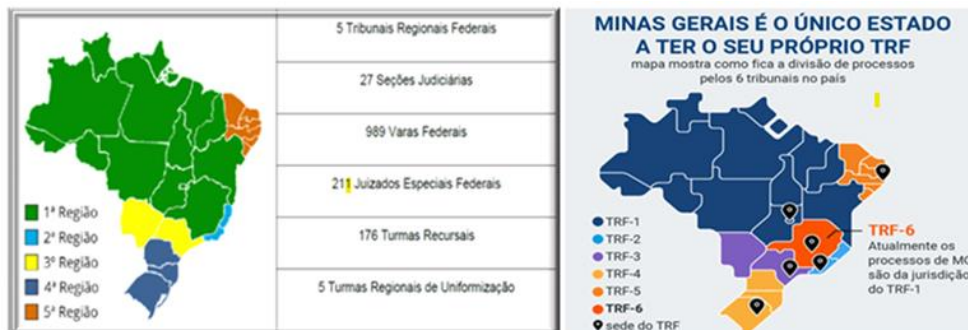 5 Tribunais Regionais Federais
27 Seções Judiciárias
989 Varas Federais
211 Juizados Especiais Federais
176 Turmas Recursais
5 Turmas Regionais de Uniformização
1ª Região
2ª Região
3ª Região
4ª Região
5ª Região
MINAS GERAIS É O ÚNICO ESTADO
A TER O SEU PRÓPRIO TRF
mapa mostra como fica a divisão de processos
pelos 6 tribunais no país
TRF-1
TRF-2
TRF-3
TRF-4
TRF-5
TRF-6
sede do TRF
TRF-6
Atualmente os
processos de MG
são da jurisdição
do TRF-1